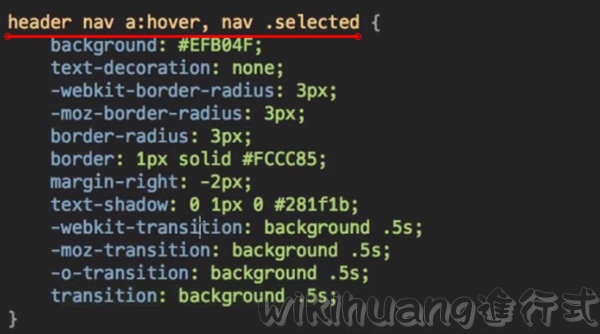 header nav a:hover, nav .selected {
background: #EFB04F;
text-decoration: none;
-webkit-border-radius: 3px;
-moz-border-radius: 3px;
border-radius: 3px;
border: 1px solid #FCCC85;
margin-right: -2px;
text-shadow: 0 1px 0 #281f1b;
-webkit-transition: background .5s;
-moz-transition: background .5s;
-o-transition: background .5s;
transition: background .5s;
}
wikihuang進行式